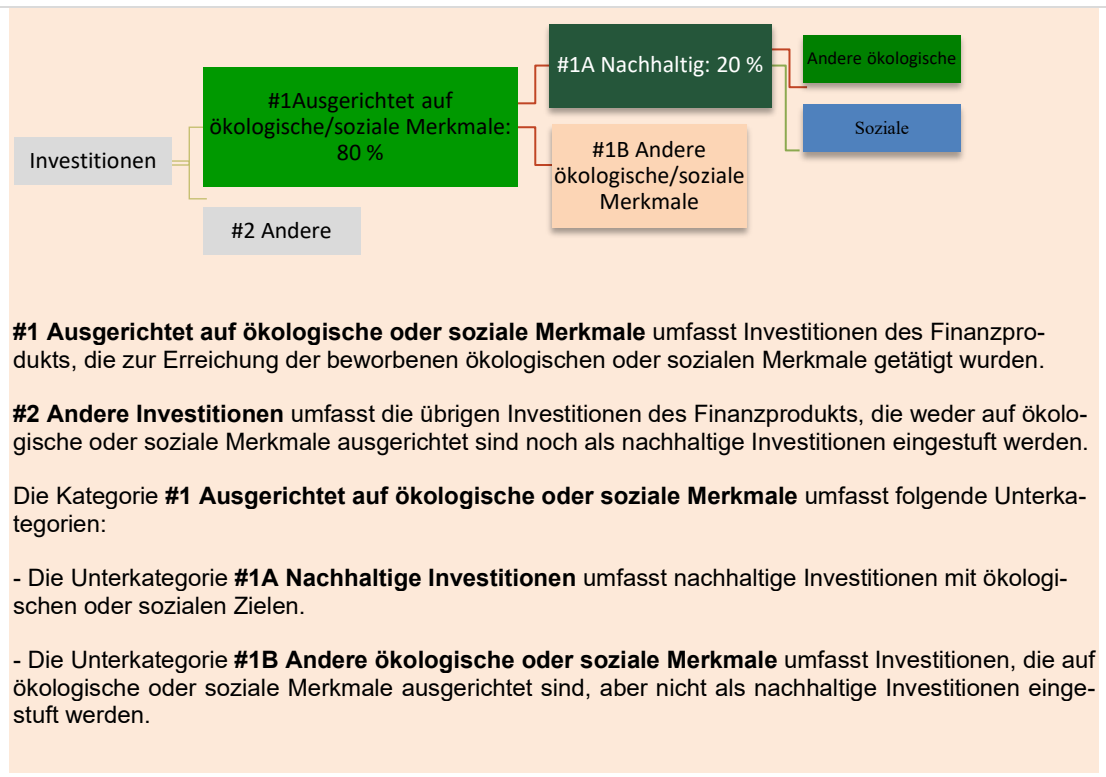 Investitionen
#1Ausgerichtet auf
ökologische/soziale Merkmale:
80 %
#2 Andere
#1A Nachhaltig: 20 %
#1B Andere
ökologische/soziale
Merkmale
Andere ökologische
Soziale
#1 Ausgerichtet auf ökologische oder soziale Merkmale umfasst Investitionen des Finanzpro-
dukts, die zur Erreichung der beworbenen ökologischen oder sozialen Merkmale getätigt wurden.
#2 Andere Investitionen umfasst die übrigen Investitionen des Finanzprodukts, die weder auf ökolo-
gische oder soziale Merkmale ausgerichtet sind noch als nachhaltige Investitionen eingestuft werden.
Die Kategorie #1 Ausgerichtet auf ökologische oder soziale Merkmale umfasst folgende Unterka-
tegorien:
- Die Unterkategorie #1A Nachhaltige Investitionen umfasst nachhaltige Investitionen mit ökologi-
schen oder sozialen Zielen.
- Die Unterkategorie #1B Andere ökologische oder soziale Merkmale umfasst Investitionen, die auf
ökologische oder soziale Merkmale ausgerichtet sind, aber nicht als nachhaltige Investitionen einge-
stuft werden.